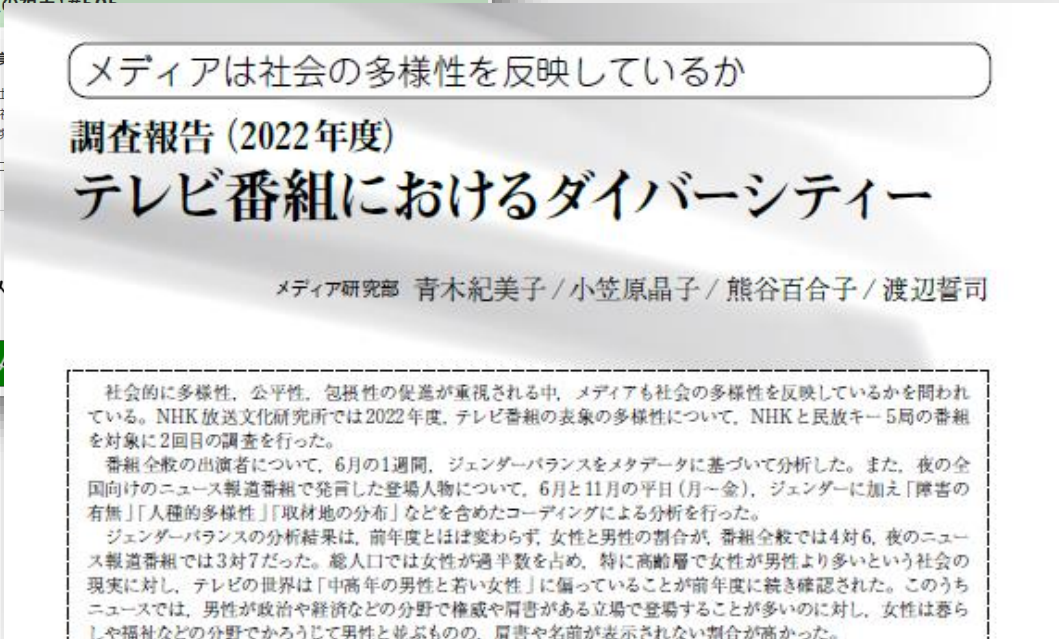 メディアは社会の多様性を反映しているか
調査報告（2022年度）
テレビ番組におけるダイバーシティー
メディア研究部 青木紀美子／小笠原晶子／熊谷百合子／渡辺誓司
社会的に多様性，公平性，包摂性の促進が重視される中，メディアも社会の多様性を反映しているかを問われ
ている。NHK放送文化研究所では2022年度，テレビ番組の表象の多様性について，NHKと民放キー5局の番組
を対象に2回目の調査を行った。
番組全般の出演者について，6月の1週間，ジェンダーバランスをメタデータに基づいて分析した。また，夜の全
国向けのニュース報道番組で発言した登場人物について，6月と11月の平日（月～金），ジェンダーに加え「障害の
有無」「人種的多様性」「取材地の分布」などを含めたコーディングによる分析を行った。
ジェンダーバランスの分析結果は，前年度とほぼ変わらず，女性と男性の割合が，番組全般では4対6，夜のニュー
ス報道番組では3対7だった。総人口では女性が過半数を占め，特に高齢層で女性が男性より多いという社会の
現実に対し，テレビの世界は「中高年の男性と若い女性」に偏っていることが前年度に続き確認された。このうち
ニュースでは，男性が政治や経済などの分野で権威や肩書がある立場で登場することが多いのに対し，女性は暮ら
しや福祉などの分野でかろうじて男性と並ぶものの，肩書や名前が表示されない割合が高かった。